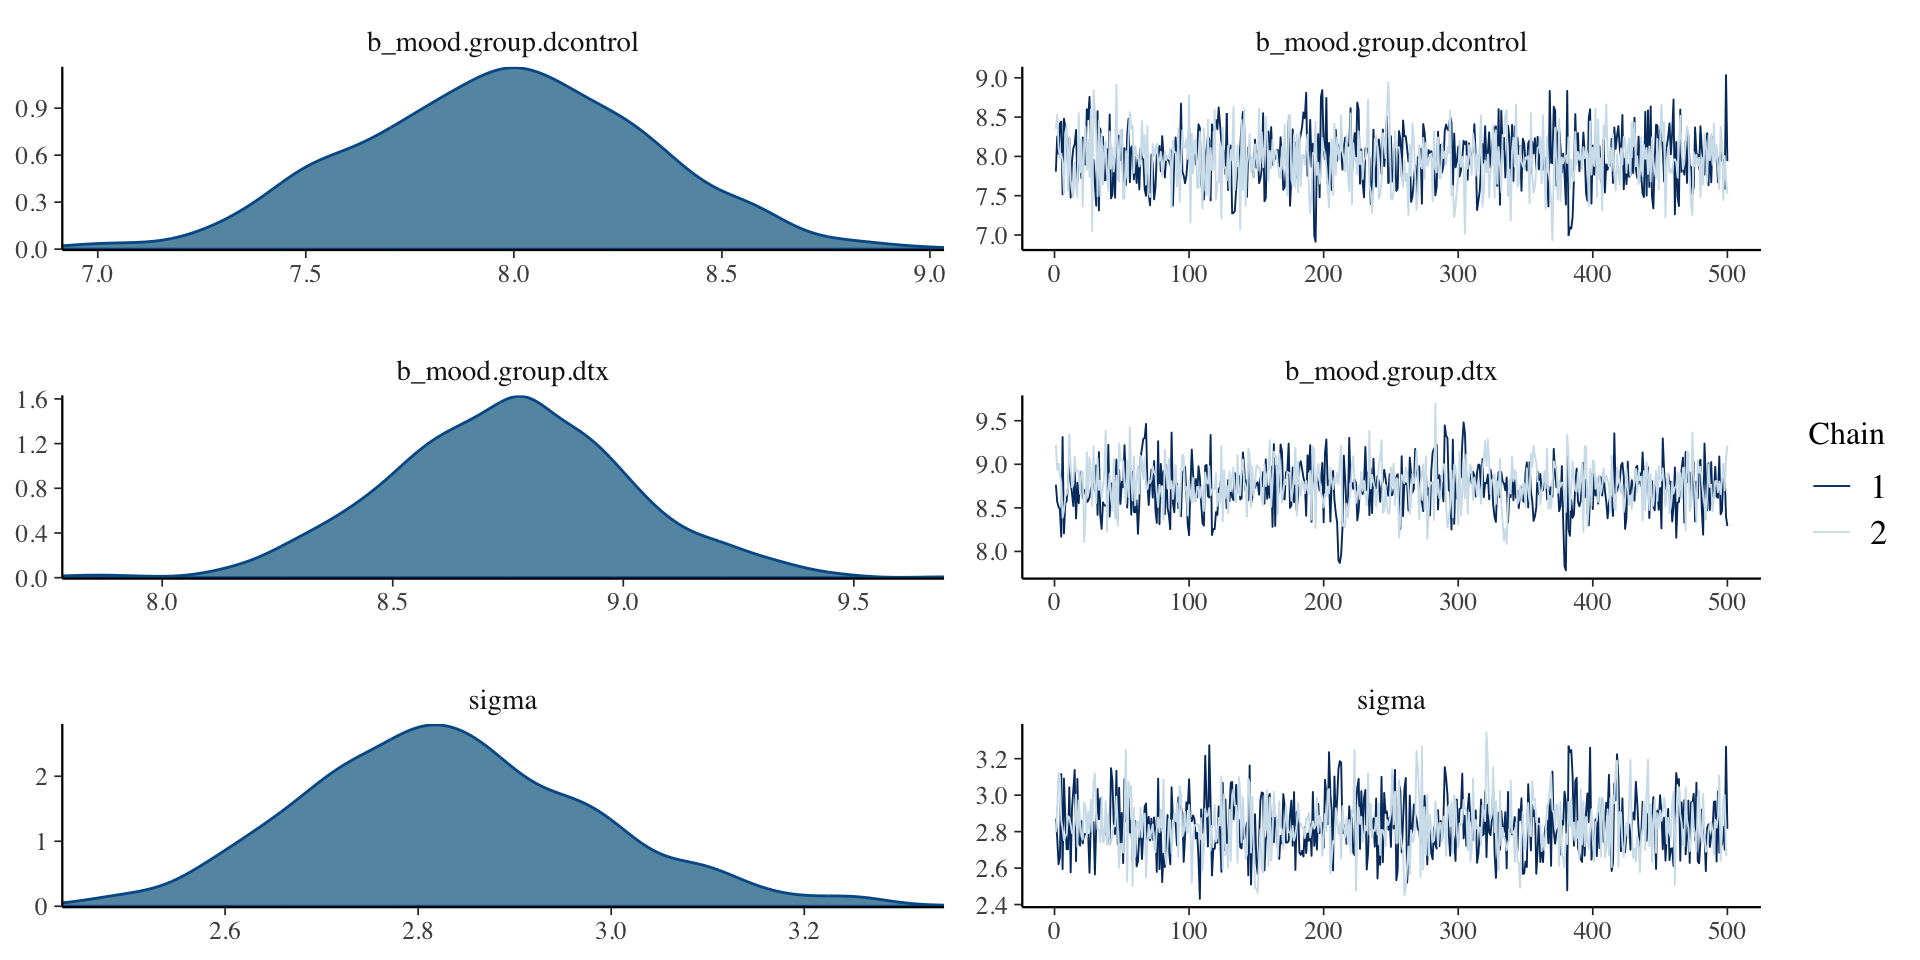 b_mood.group.dcontrol
0.9
0.6
0.3
0.0
7.0 7.5 8.0 8.5 9.0
b_mood.group.dcontrol
9.0
8.5
8.0
7.5
7.0
0 100 200 300 400 500
b_mood.group.dtx
1.6
1.2
0.8
0.4
0.0
8.0 8.5 9.0 9.5
b_mood.group.dtx
9.5
9.0
8.5
8.0
0 100 200 300 400 500
sigma
2
1
0
2.6 2.8 3.0 3.2
sigma
3.2
3.0
2.8
2.6
2.4
0 100 200 300 400 500
Chain
1
2